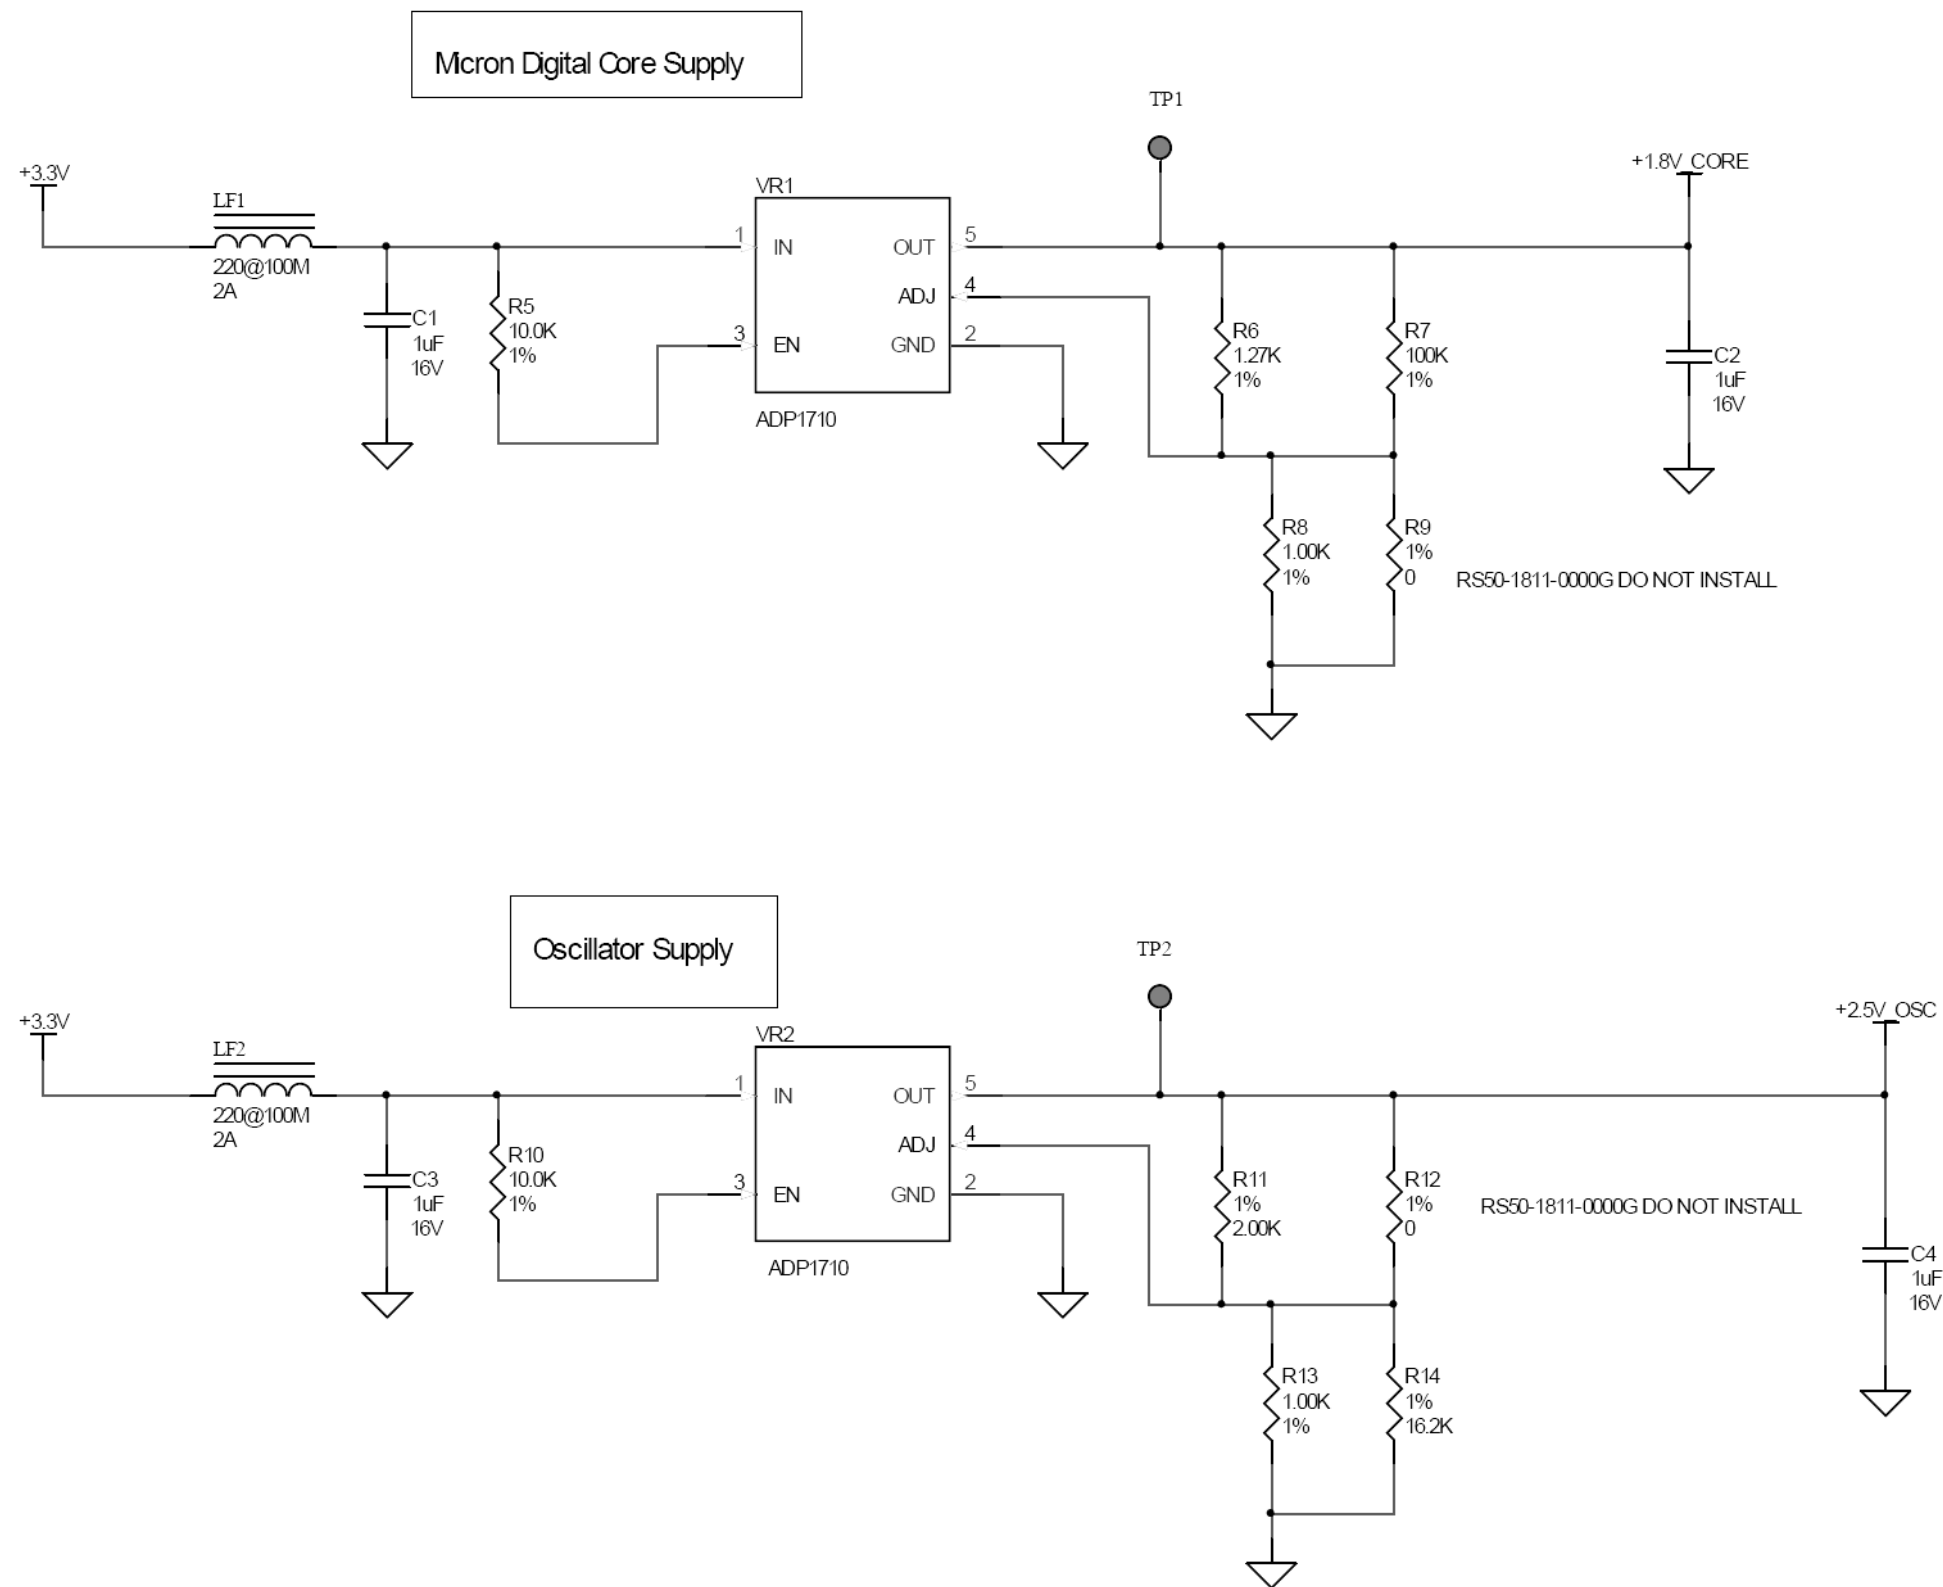 Micron Digital Core Supply
TP1
+3.3V
+1.8V_CORE
LF1
220@100M
2A
VR1
1
IN
OUT
5
ADJ
4
3
EN
GND
2
ADP1710
C1
1uF
16V
R5
10.0K
1%
R6
1.27K
1%
R7
100K
1%
C2
1uF
16V
R8
1.00K
1%
R9
1%
0
RS50-1811-0000G DO NOT INSTALL
Oscillator Supply
TP2
+3.3V
+2.5V_OSC
LF2
220@100M
2A
VR2
1
IN
OUT
5
ADJ
4
3
EN
GND
2
ADP1710
C3
1uF
16V
R10
10.0K
1%
R11
1%
2.00K
R12
1%
0
RS50-1811-0000G DO NOT INSTALL
C4
1uF
16V
R13
1.00K
1%
R14
1%
16.2K